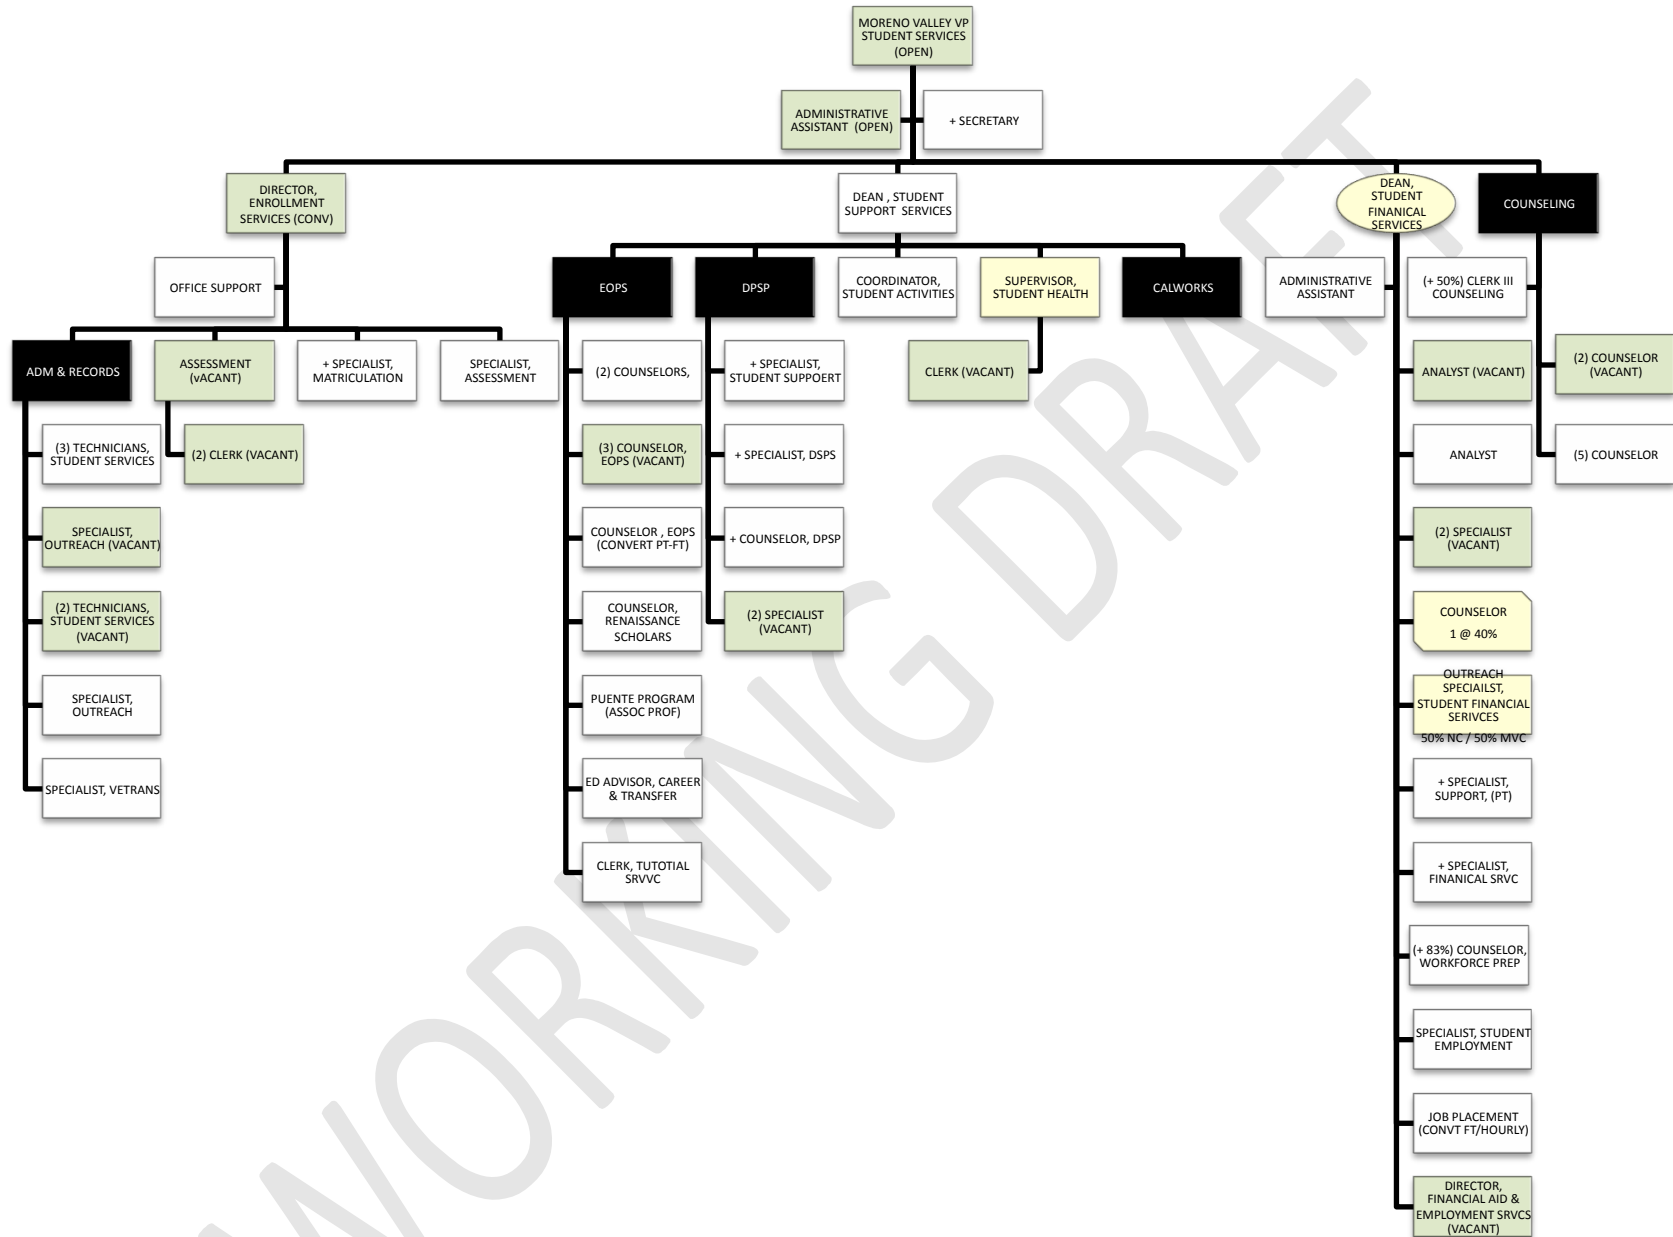 MORENO VALLEY VP
STUDENT SERVICES
(OPEN)
ADMINISTRATIVE
ASSISTANT (OPEN)
+ SECRETARY
DIRECTOR,
ENROLLMENT
SERVICES (CONV)
DEAN , STUDENT
SUPPORT SERVICES
DEAN,
STUDENT
FINANICAL
SERVICES
COUNSELING
OFFICE SUPPORT
EOPS
DPSP
COORDINATOR,
STUDENT ACTIVITIES
SUPERVISOR,
STUDENT HEALTH
CALWORKS
ADMINISTRATIVE
ASSISTANT
(+ 50%) CLERK III
COUNSELING
ADM & RECORDS
ASSESSMENT
(vACANT)
+ SPECIALIST,
MATRICULATION
SPECIALIST,
ASSESSMENT
(2) COUNSELORS,
+ SPECIALIST,
STUDENT SUPPOERT
CLERK (VACANT)
ANALYST (VACANT)
(2) COUNSELOR
(VACANT)
(3) TECHNICIANS,
STUDENT SERVICES
(2) CLERK (VACANT)
(3) COUNSELOR,
EOPS (VACANT)
+ SPECIALIST, DSPS
ANALYST
(5) COUNSELOR
SPECIALIST,
OUTREACH (VACANT)
COUNSELOR , EOPS
(CONVERT PT-FT)
+ COUNSELOR, DPSP
(2) SPECIALIST
(VACANT)
(2) TECHNICIANS,
STUDENT SERVICES
(VACANT)
COUNSELOR,
RENAISSANCE
SCHOLARS
(2) SPECIALIST
(VACANT)
COUNSELOR
1 @ 40%
SPECIALIST,
OUTREACH
PUENTE PROGRAM
(ASSOC PROF)
OUTREACH
SPECIAILST,
STUDENT FINANCIAL
SERIVCES
50% NC / 50% MVC
SPECIALIST, VETRANS
ED ADVISOR, CAREER
& TRANSFER
+ SPECIALIST,
SUPPORT, (PT)
CLERK, TUTOTIAL
SRVVC
+ SPECIALIST,
FINANICAL SRVC
(+ 83%) COUNSELOR,
WORKFORCE PREP
SPECIALIST, STUDENT
EMPLOYMENT
JOB PLACEMENT
(CONVT FT/HOURLY)
DIRECTOR,
FINANCIAL AID &
EMPLOYMENT SRVCS
(VACANT)
WORKING DRAFT